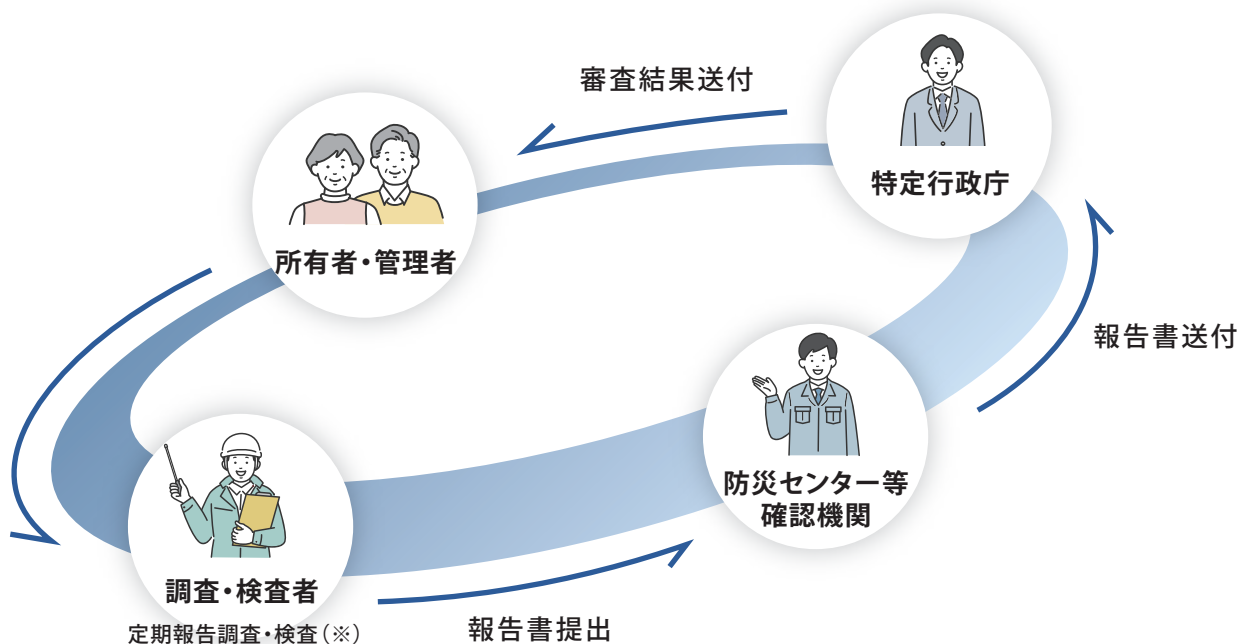 審査結果送付
特定行政庁
所有者・管理者
報告書送付
防災センター等
確認機関
調査・検査者
定期報告調査・検査(※)
報告書提出